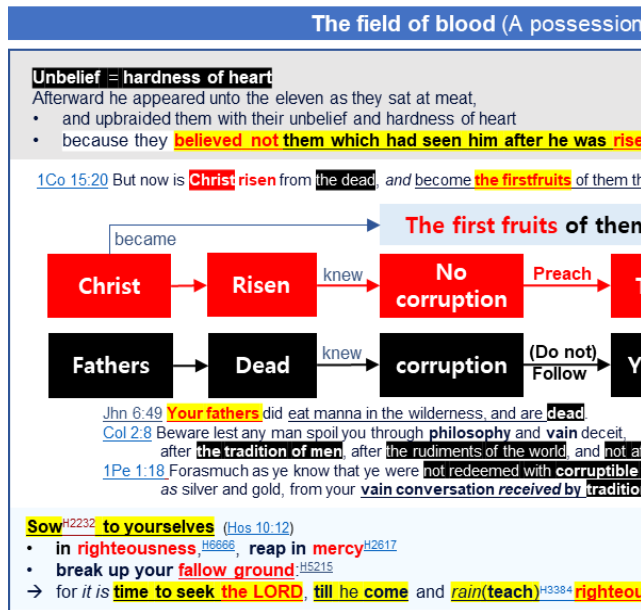 The field of blood (A possession
Unbelief = hardness of heart
Afterward he appeared unto the eleven as they sat at meat,
• and upbraided them with their unbelief and hardness of heart
• because they believed not them which had seen him after he was rise
1Co 15:20 But now is Christ risen from the dead, and become the firstfruits of them th
became
The first fruits of them
Christ
Risen
knew
No corruption
Preach
T
Fathers
Dead
knew
corruption
(Do not) Follow
Y
Jhn 6:49 Your fathers did eat manna in the wilderness, and are dead.
Col 2:8 Beware lest any man spoil you through philosophy and vain deceit,
after the tradition of men, after the rudiments of the world, and not af
1Pe 1:18 Forasmuch as ye know that ye were not redeemed with corruptible
as silver and gold, from your vain conversation received by tradition
Sow H2232 to yourselves (Hos 10:12)
• in righteousness, H6666, reap in mercy H2617
• break up your fallow ground: H5215
→ for it is time to seek the LORD, till he come and rain(teach) H3384 righteou